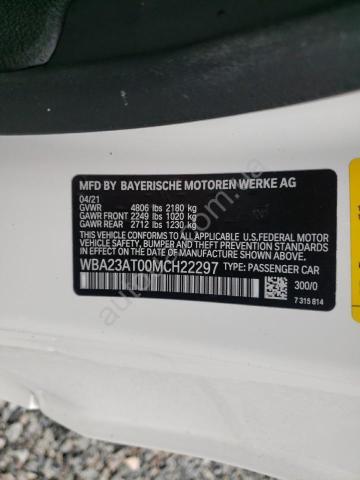 MFD BY BAYERISCHE MOTOREN WERKE AG
04/21
GVWR 4806 lbs 2180 kg
GAWR FRONT 2249 lbs 1020 kg
GAWR REAR 2712 lbs 1230 kg
THIS VEHICLE CONFORMS TO ALL APPLICABLE U.S.FEDERAL MOTOR
VEHICLE SAFETY, BUMPER, AND THEFT PREVENTION STANDARDS
IN EFFECT ON THE DATE OF MANUFACTURE SHOWN ABOVE.
WBA23AT00MCH22297 TYPE: PASSENGER CAR
300/0
7 315 814